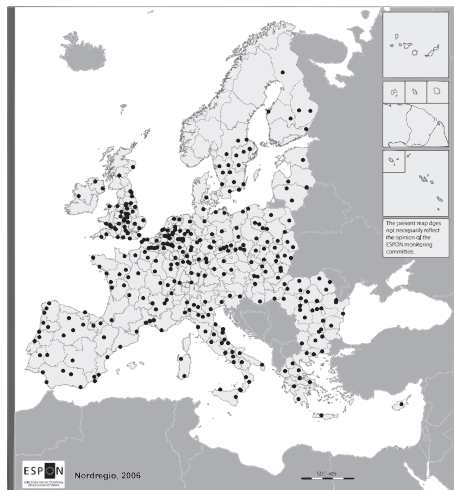 The present map does
not necessarily reflect
the opinion of the
ESPON monitoring
committee.
500 km
ESPON
Nordregio, 2006